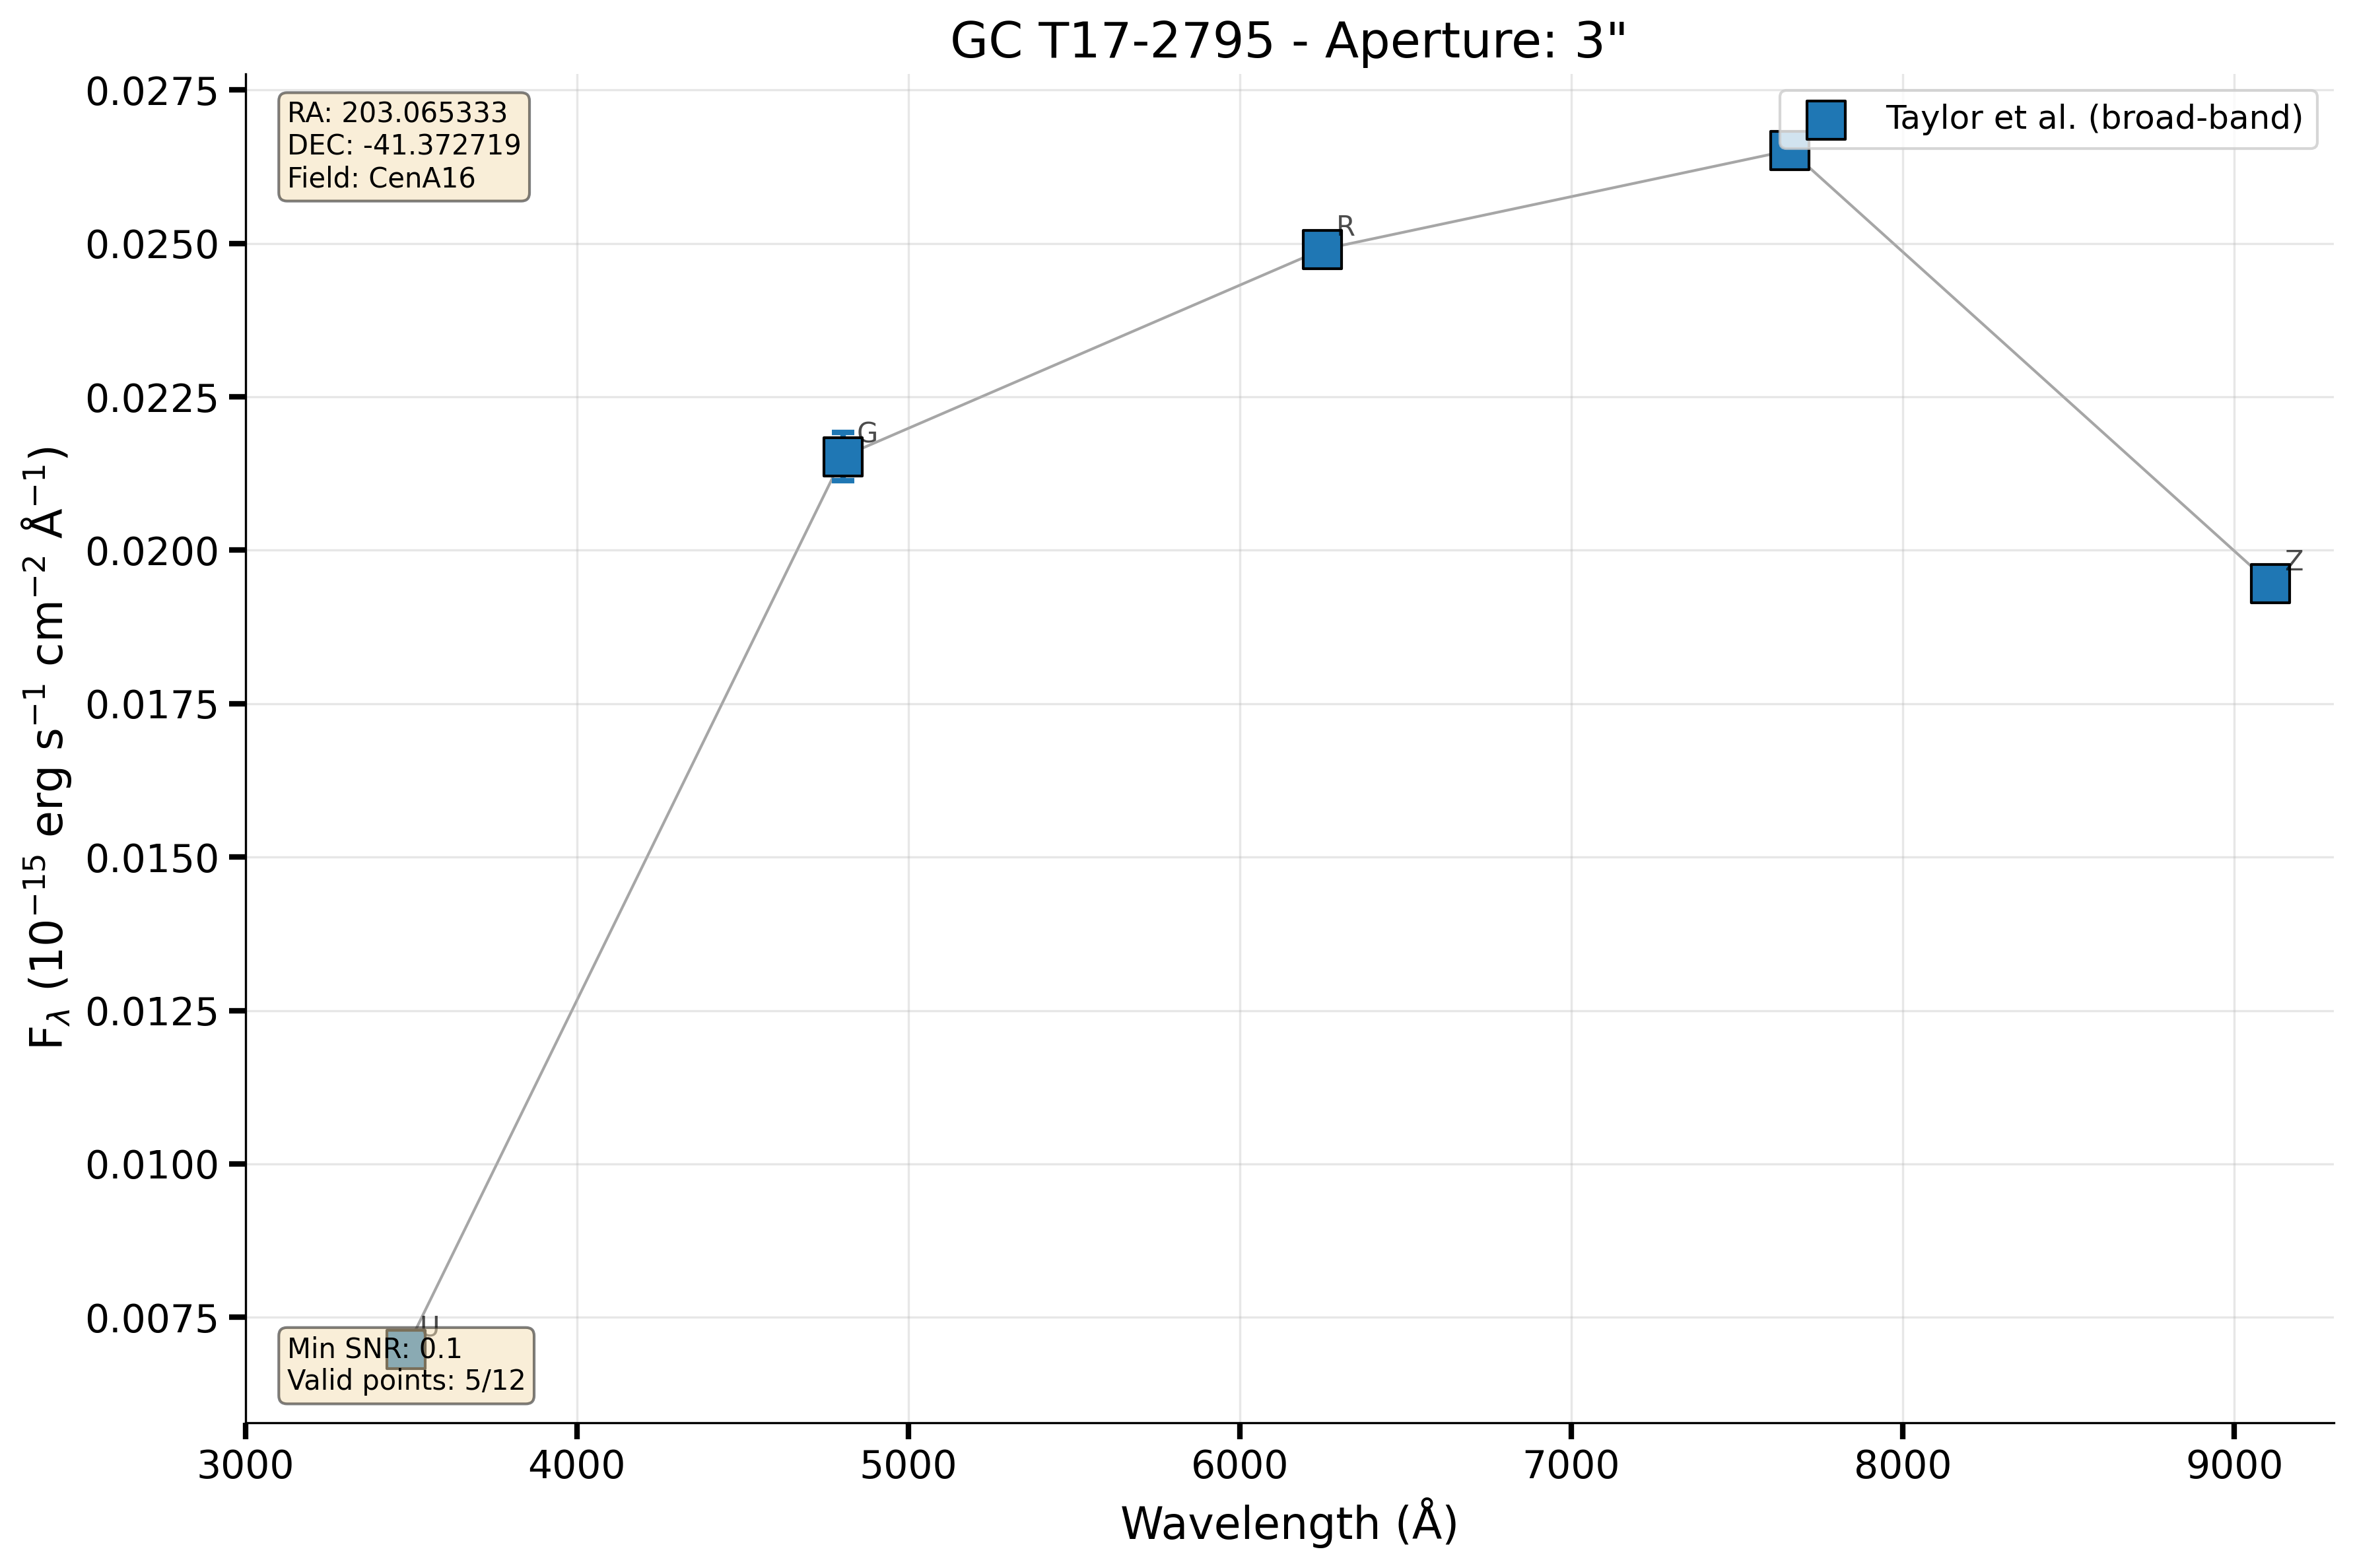 GC T17-2795 - Aperture: 3"
RA: 203.065333
DEC: -41.372719
Field: CenA16
Taylor et al. (broad-band)
0.0275
0.0250
0.0225
0.0200
0.0175
0.0150
0.0125
0.0100
0.0075
F_λ (10⁻¹⁵ erg s⁻¹ cm⁻² Å⁻¹)
R
G
Z
U
Min SNR: 0.1
Valid points: 5/12
3000 4000 5000 6000 7000 8000 9000
Wavelength (Å)